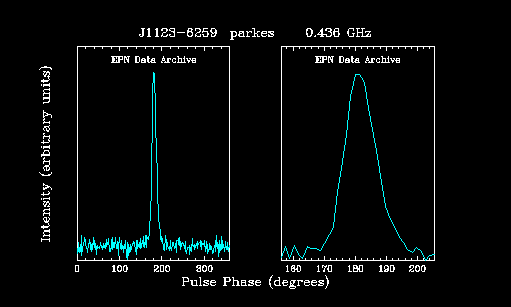 J1123-6259 parkes 0.436 GHz
EPN Data Archive EPN Data Archive
Intensity (arbitrary units)
0 100 200 300 160 170 180 190 200
Pulse Phase (degrees)